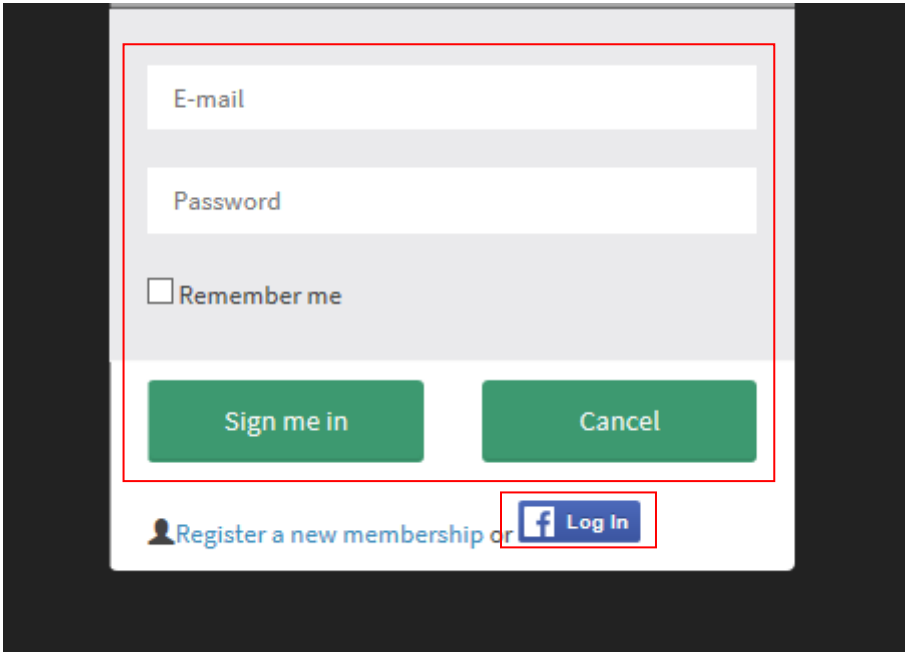 E-mail
Password
Remember me
Sign me in Cancel
Register a new membership or f Log In